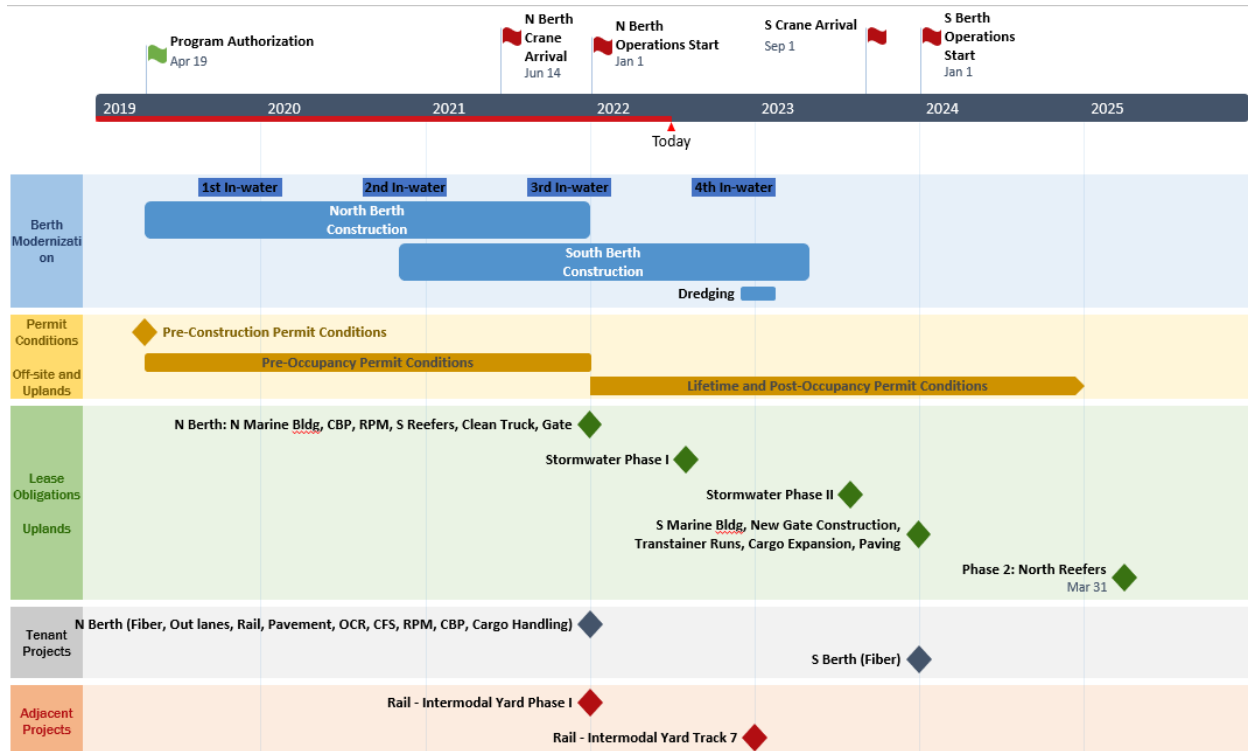 Program Authorization
Apr 19
N Berth
Crane
Arrival
Jun 14
N Berth
Operations Start
Jan 1
S Crane Arrival
Sep 1
S Berth
Operations
Start
Jan 1
2019 2020 2021 2022 2023 2024 2025
Today
Berth
Modernizati
on
1st In-water 2nd In-water 3rd In-water 4th In-water
North Berth
Construction
South Berth
Construction
Dredging
Permit
Conditions
Off-site and
Uplands
Pre-Construction Permit Conditions
Pre-Occupancy Permit Conditions
Lifetime and Post-Occupancy Permit Conditions
Lease
Obligations
Uplands
N Berth: N Marine Bldg, CBP, RPM, S Reefers, Clean Truck, Gate
Stormwater Phase I
Stormwater Phase II
S Marine Bldg, New Gate Construction,
Transtainer Runs, Cargo Expansion, Paving
Phase 2: North Reefers
Mar 31
Tenant
Projects
N Berth (Fiber, Out lanes, Rail, Pavement, OCR, CFS, RPM, CBP, Cargo Handling)
S Berth (Fiber)
Adjacent
Projects
Rail - Intermodal Yard Phase I
Rail - Intermodal Yard Track 7